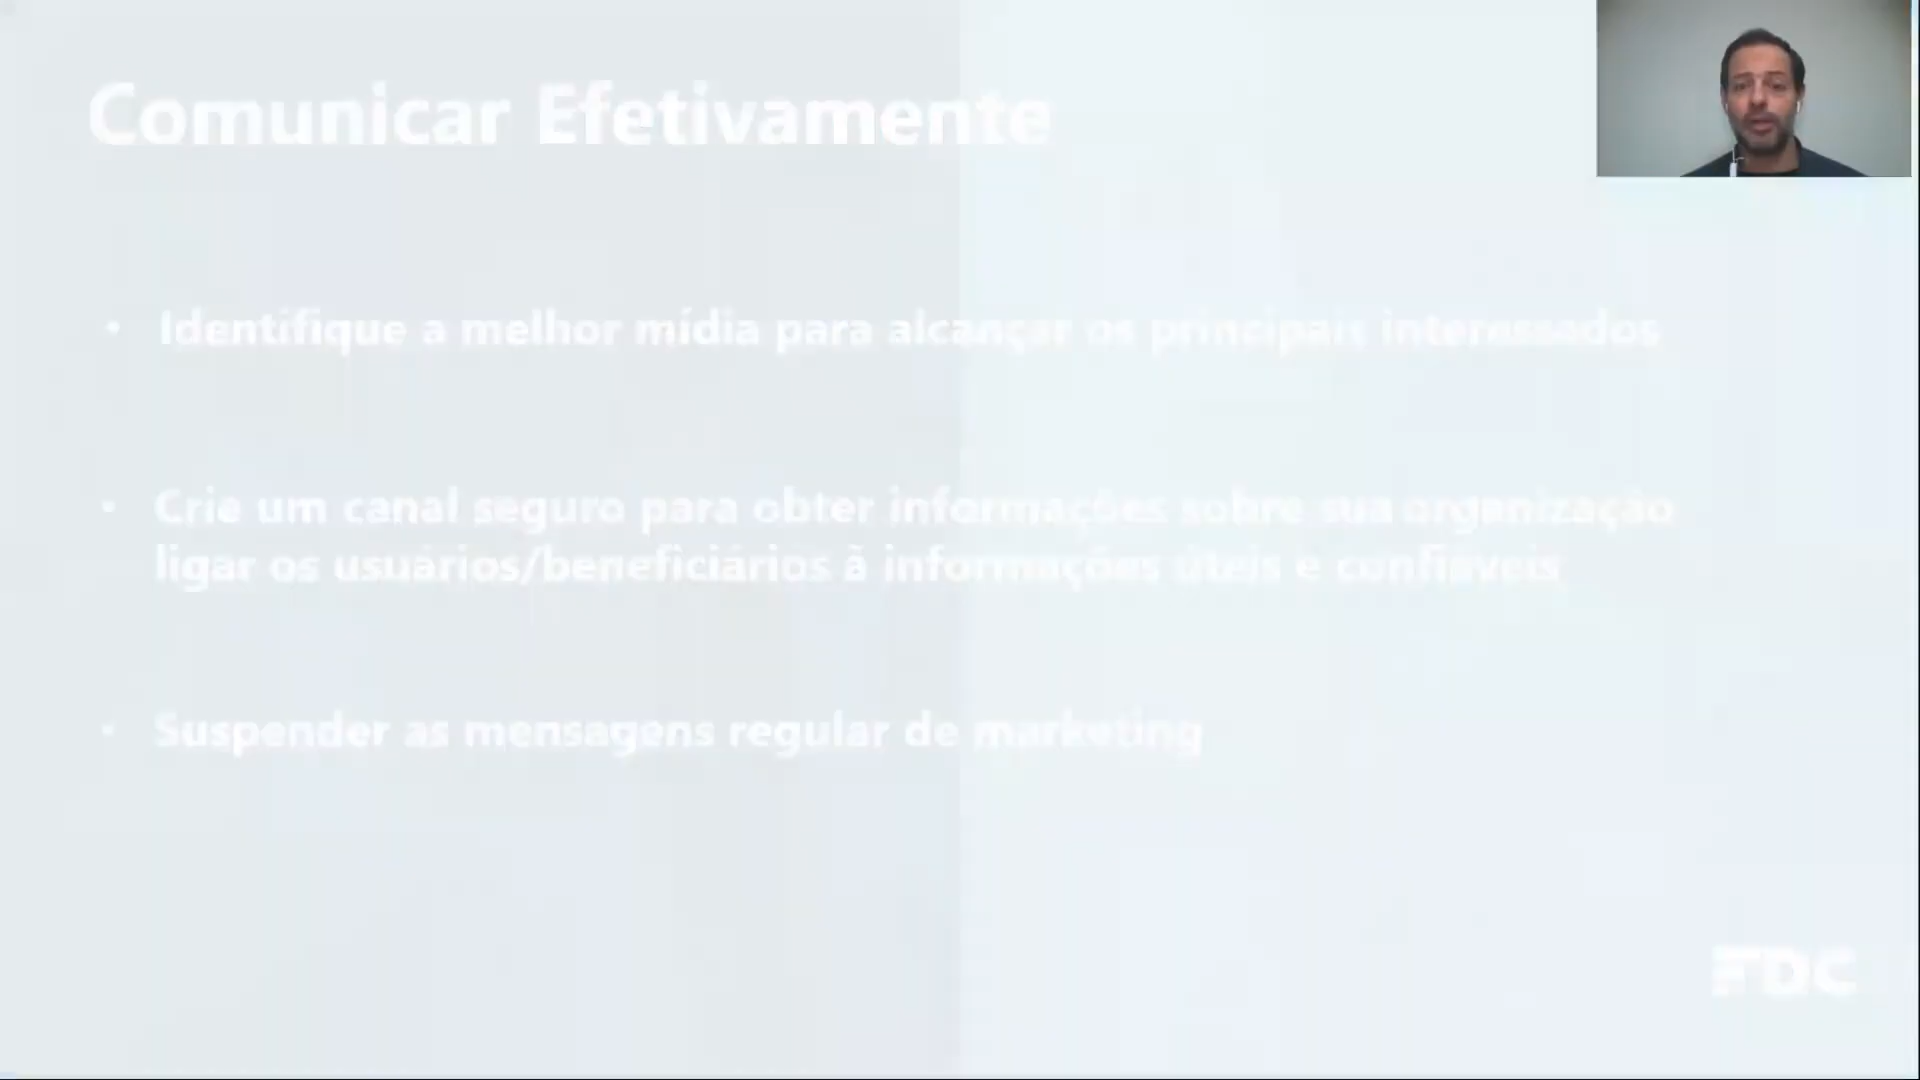 Comunicar Efetivamente
• Identifique a melhor mídia para alcançar os principais interessados
• Crie um canal seguro para obter informações sobre sua organização
ligar os usuários/beneficiários à informações úteis e confiáveis
• Suspender as mensagens regular de marketing
FDC